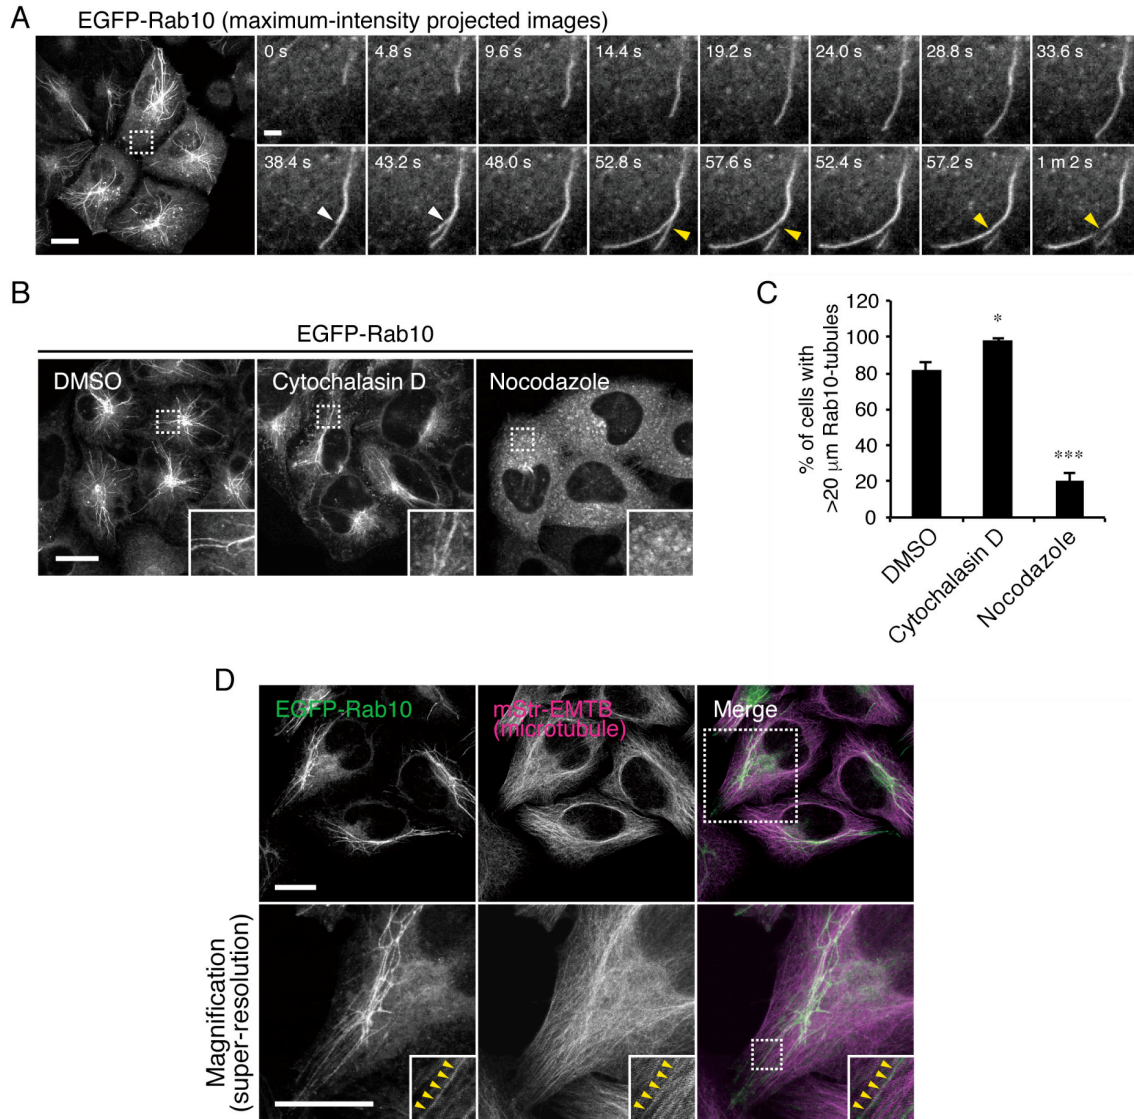 A
EGFP-Rab10 (maximum-intensity projected images)
0 s
4.8 s
9.6 s
14.4 s
19.2 s
24.0 s
28.8 s
33.6 s
38.4 s
43.2 s
48.0 s
52.8 s
57.6 s
52.4 s
57.2 s
1 m 2 s
B
EGFP-Rab10
DMSO
Cytochalasin D
Nocodazole
C
% of cells with
>20 μm Rab10-tubules
120
100
80
60
40
20
0
*
***
DMSO
Cytochalasin D
Nocodazole
D
EGFP-Rab10
mStr-EMTB
(microtubule)
Merge
Magnification
(super-resolution)